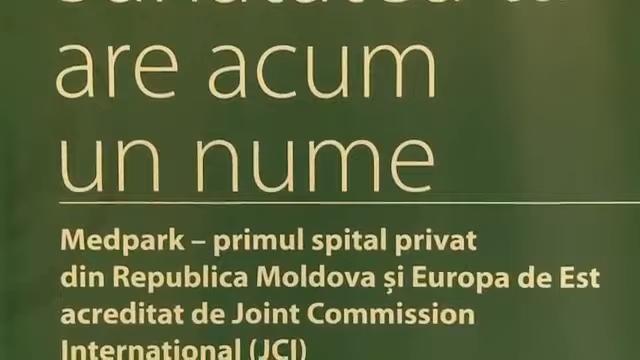 are acum
un nume
Medpark – primul spital privat
din Republica Moldova și Europa de Est
acreditat de Joint Commission
International (JCI)